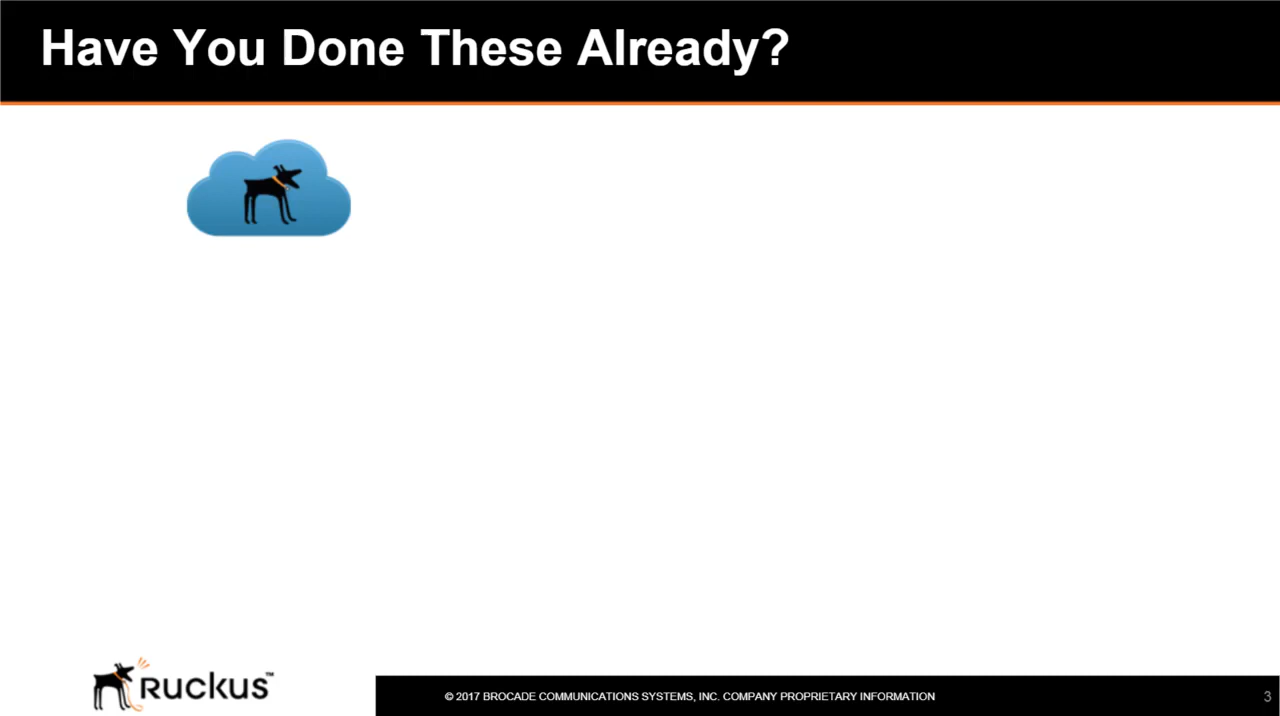 Have You Done These Already?
RUCKUS™
© 2017 BROCADE COMMUNICATIONS SYSTEMS, INC. COMPANY PROPRIETARY INFORMATION
3